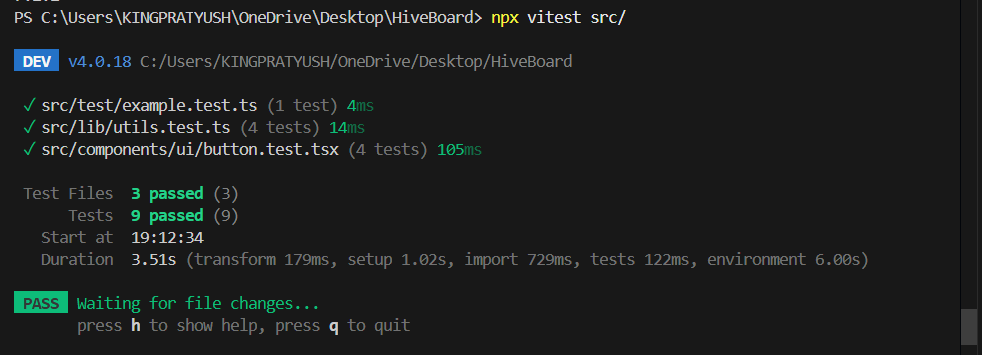 PS C:\Users\KINGPRATYUSH\OneDrive\Desktop\HiveBoard> npx vitest src/
DEV v4.0.18 C:/Users/KINGPRATYUSH/OneDrive/Desktop/HiveBoard
✓ src/test/example.test.ts (1 test) 4ms
✓ src/lib/utils.test.ts (4 tests) 14ms
✓ src/components/ui/button.test.tsx (4 tests) 105ms
Test Files 3 passed (3)
Tests 9 passed (9)
Start at 19:12:34
Duration 3.51s (transform 179ms, setup 1.02s, import 729ms, tests 122ms, environment 6.00s)
PASS Waiting for file changes...
press h to show help, press q to quit